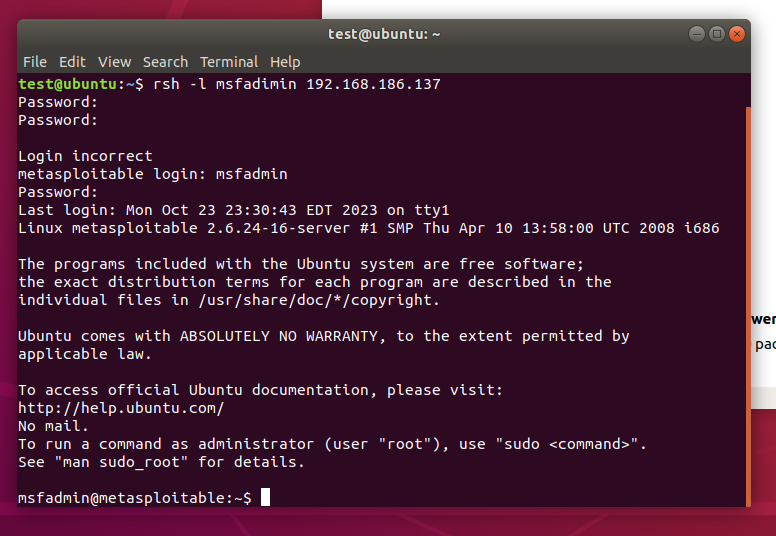 test@ubuntu: ~
File Edit View Search Terminal Help
test@ubuntu:~$ rsh -l msfadimin 192.168.186.137
Password:
Password:
Login incorrect
metasploitable login: msfadmin
Password:
Last login: Mon Oct 23 23:30:43 EDT 2023 on tty1
Linux metasploitable 2.6.24-16-server #1 SMP Thu Apr 10 13:58:00 UTC 2008 i686
The programs included with the Ubuntu system are free software;
the exact distribution terms for each program are described in the
individual files in /usr/share/doc/*/copyright.
Ubuntu comes with ABSOLUTELY NO WARRANTY, to the extent permitted by
applicable law.
To access official Ubuntu documentation, please visit:
http://help.ubuntu.com/
No mail.
To run a command as administrator (user "root"), use "sudo <command>".
See "man sudo_root" for details.
msfadmin@metasploitable:~$